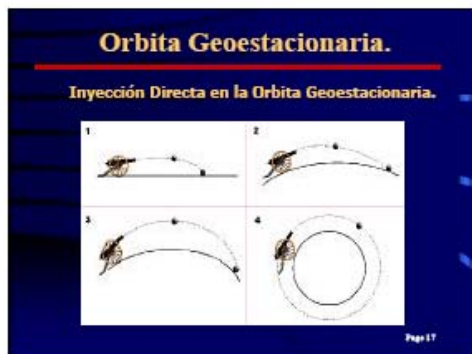 Orbita Geoestacionaria.
Inyección Directa en la Orbita Geoestacionaria.
1
2
3
4
Page 17